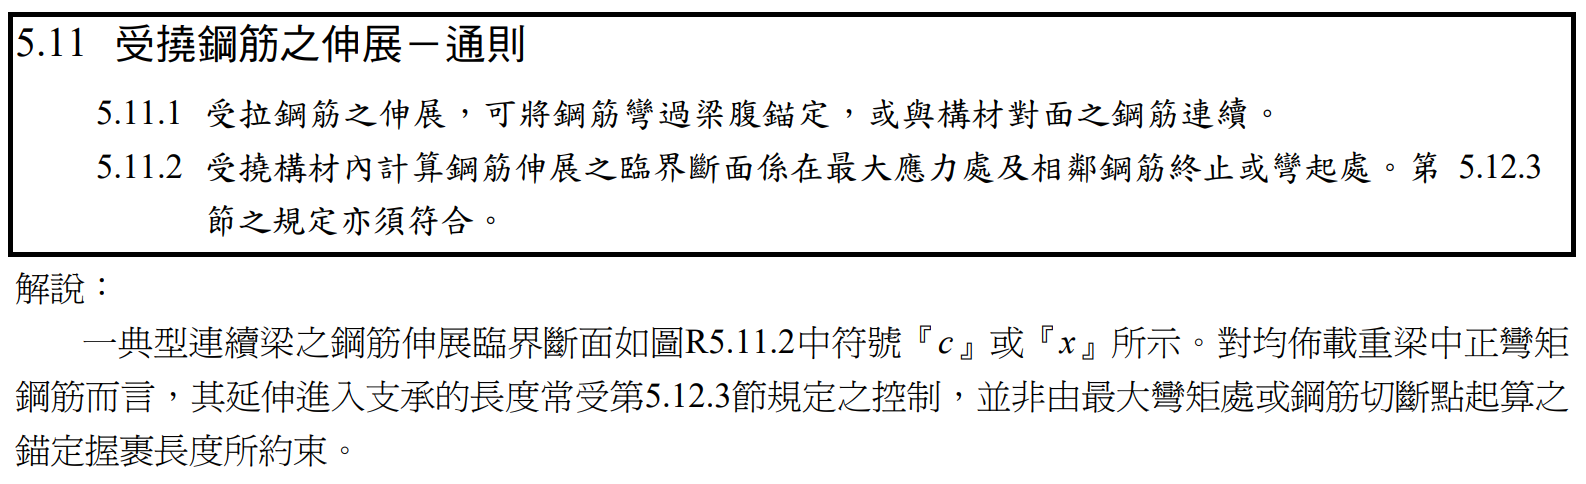 5.11 受撓鋼筋之伸展－通則
5.11.1 受拉鋼筋之伸展，可將鋼筋彎過梁腹錨定，或與構材對面之鋼筋連續。
5.11.2 受撓構材內計算鋼筋伸展之臨界斷面係在最大應力處及相鄰鋼筋終止或彎起處。第 5.12.3
節之規定亦須符合。
解說：
一典型連續梁之鋼筋伸展臨界斷面如圖R5.11.2中符號『c』或『x』所示。對均佈載重梁中正彎矩
鋼筋而言，其延伸進入支承的長度常受第5.12.3節規定之控制，並非由最大彎矩處或鋼筋切斷點起算之
錨定握裹長度所約束。